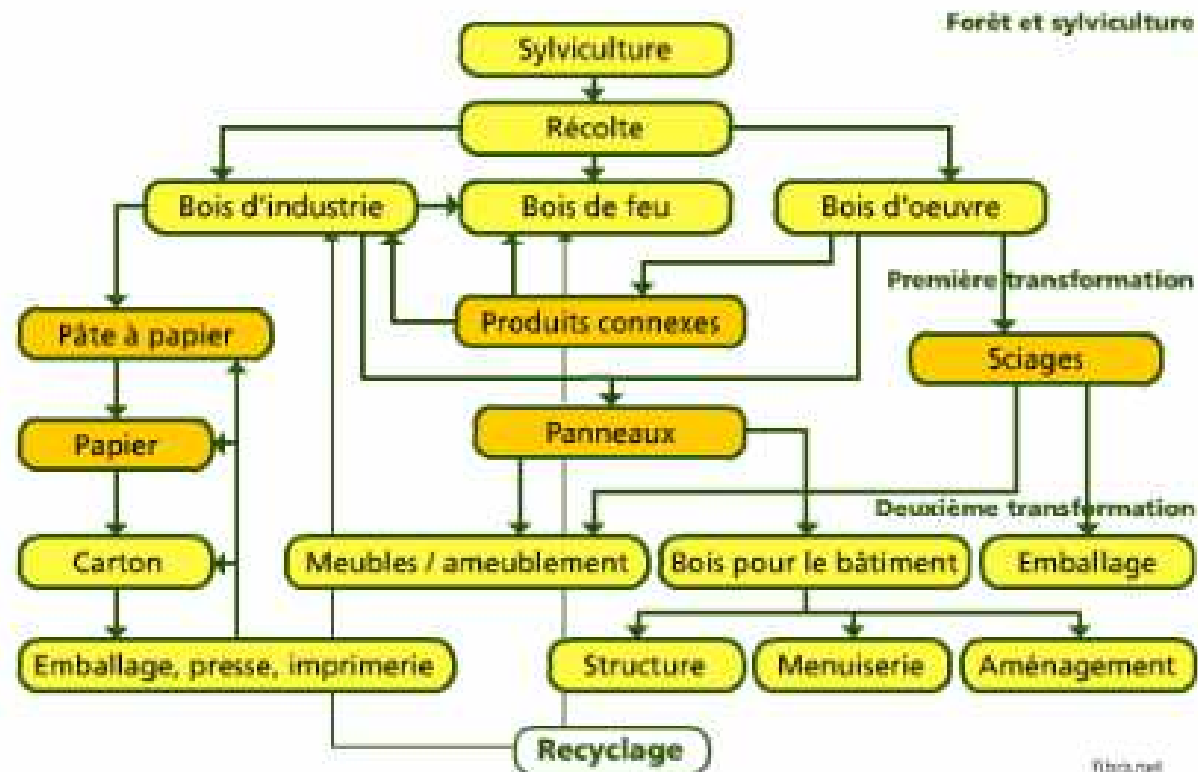 Forêt et sylviculture
Sylviculture
Récolte
Bois d'industrie
Bois de feu
Bois d'oeuvre
Première transformation
Produits connexes
Pâte à papier
Sciages
Panneaux
Papier
Deuxième transformation
Carton
Meubles / ameublement
Bois pour le bâtiment
Emballage
Emballage, presse, imprimerie
Structure
Menuiserie
Aménagement
Recyclage